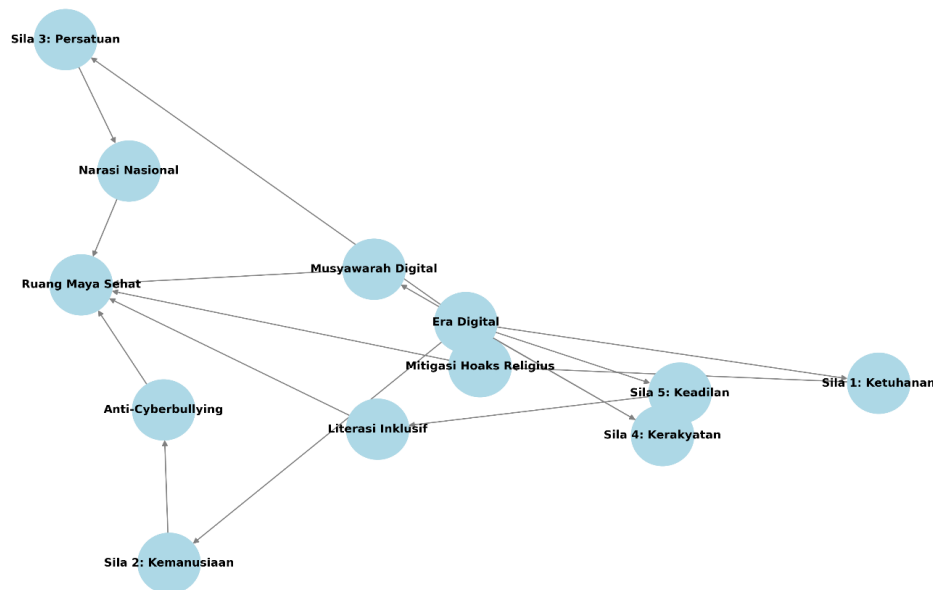 Sila 3: Persatuan
Narasi Nasional
Musyawarah Digital
Ruang Maya Sehat
Era Digital
Mitigasi Hoaks Religius
Sila 1: Ketuhanan
Sila 5: Keadilan
Anti-Cyberbullying
Literasi Inklusif
Sila 4: Kerakyatan
Sila 2: Kemanusiaan